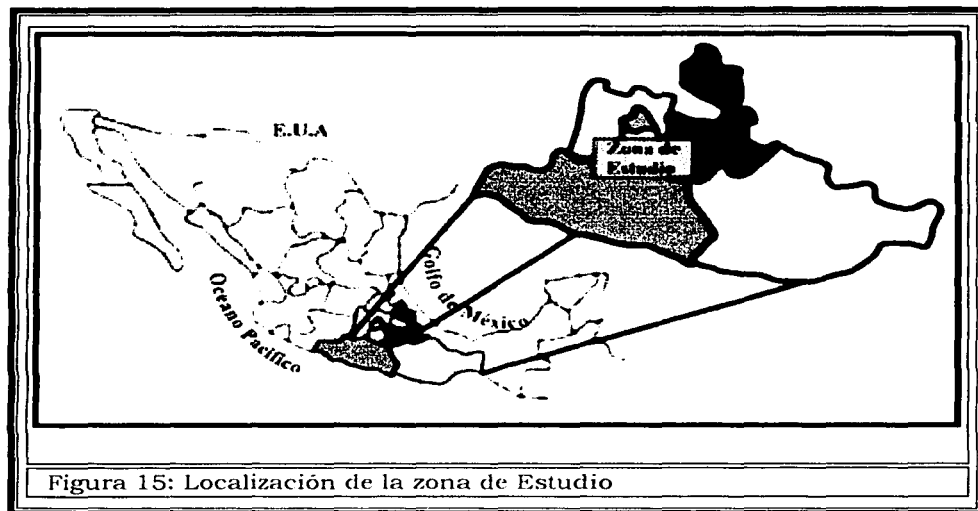 E.U.A
Zona de
Estudio
Golfo de México
Oceano Pacifico
Figura 15: Localización de la zona de Estudio